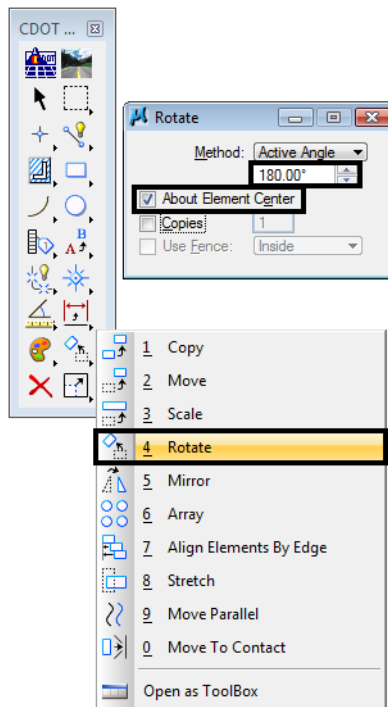 CDOT ...
Rotate
Method: Active Angle
180.00°
About Element Center
Copies 1
Use Fence: Inside
1 Copy
2 Move
3 Scale
4 Rotate
5 Mirror
6 Array
7 Align Elements By Edge
8 Stretch
9 Move Parallel
0 Move To Contact
Open as ToolBox